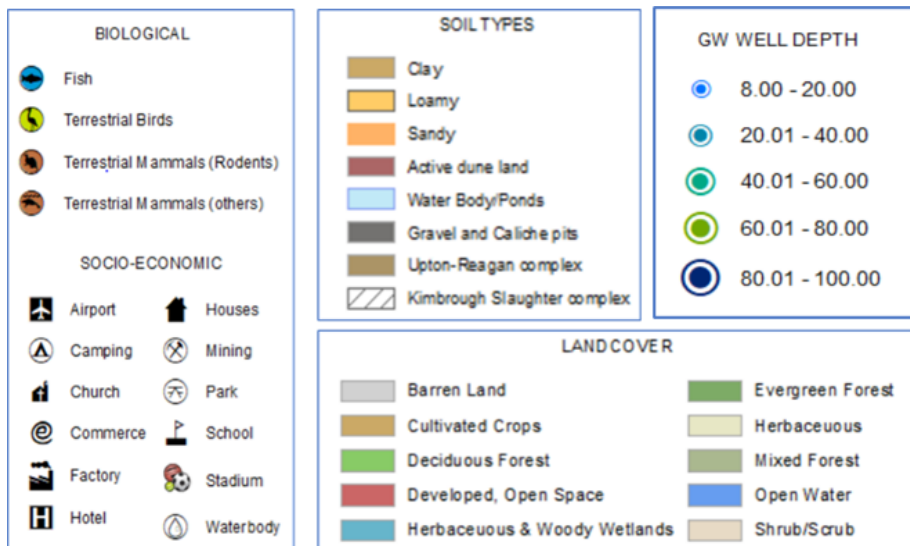 BIOLOGICAL
Fish
Terrestrial Birds
Terrestrial Mammals (Rodents)
Terrestrial Mammals (others)
SOCIO-ECONOMIC
Airport
Houses
Camping
Mining
Church
Park
Commerce
School
Factory
Stadium
Hotel
Waterbody
SOIL TYPES
Clay
Loamy
Sandy
Active dune land
Water Body/Ponds
Gravel and Caliche pits
Upton-Reagan complex
Kimbrough Slaughter complex
GW WELL DEPTH
8.00 - 20.00
20.01 - 40.00
40.01 - 60.00
60.01 - 80.00
80.01 - 100.00
LANDCOVER
Barren Land
Evergreen Forest
Cultivated Crops
Herbaceuous
Deciduous Forest
Mixed Forest
Developed, Open Space
Open Water
Herbaceuous & Woody Wetlands
Shrub/Scrub